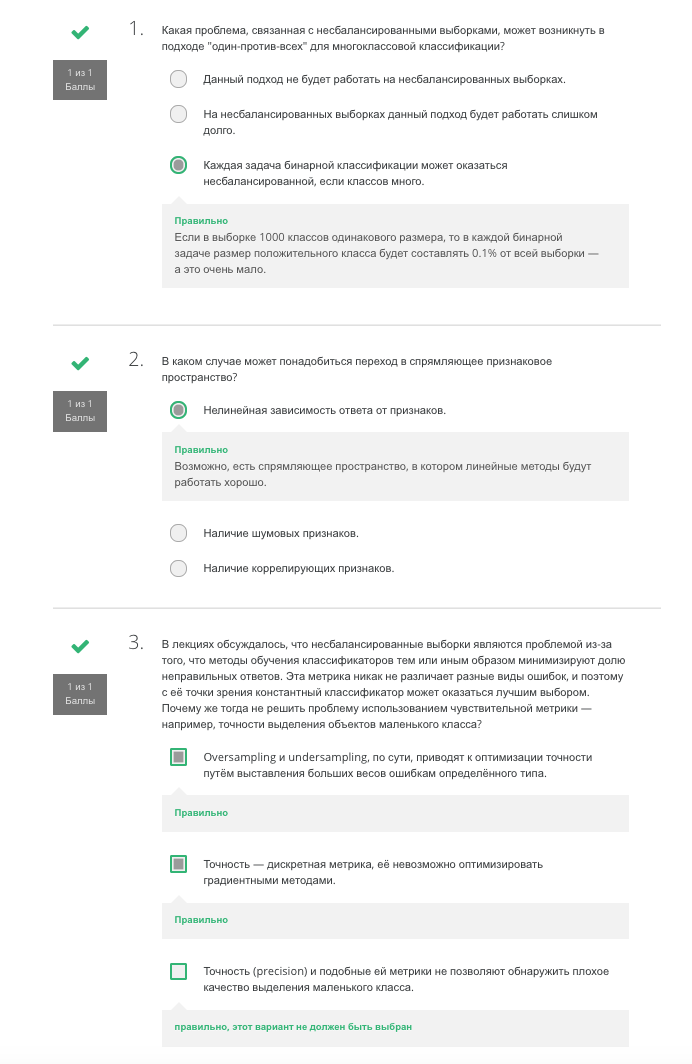 1.
Какая проблема, связанная с несбалансированными выборками, может возникнуть в
подходе "один-против-всех" для многоклассовой классификации?
1 из 1
Баллы
Данный подход не будет работать на несбалансированных выборках.
На несбалансированных выборках данный подход будет работать слишком
долго.
Каждая задача бинарной классификации может оказаться
несбалансированной, если классов много.
Правильно
Если в выборке 1000 классов одинакового размера, то в каждой бинарной
задаче размер положительного класса будет составлять 0.1% от всей выборки —
а это очень мало.
2.
В каком случае может понадобиться переход в спрямляющее признаковое
пространство?
1 из 1
Баллы
Нелинейная зависимость ответа от признаков.
Правильно
Возможно, есть спрямляющее пространство, в котором линейные методы будут
работать хорошо.
Наличие шумовых признаков.
Наличие коррелирующих признаков.
3.
В лекциях обсуждалось, что несбалансированные выборки являются проблемой из-за
того, что методы обучения классификаторов тем или иным образом минимизируют долю
неправильных ответов. Эта метрика никак не различает разные виды ошибок, и поэтому
с её точки зрения константный классификатор может оказаться лучшим выбором.
Почему же тогда не решить проблему использованием чувствительной метрики —
например, точности выделения объектов маленького класса?
1 из 1
Баллы
Oversampling и undersampling, по сути, приводят к оптимизации точности
путём выставления больших весов ошибкам определённого типа.
Правильно
Точность — дискретная метрика, её невозможно оптимизировать
градиентными методами.
Правильно
Точность (precision) и подобные ей метрики не позволяют обнаружить плохое
качество выделения маленького класса.
правильно, этот вариант не должен быть выбран